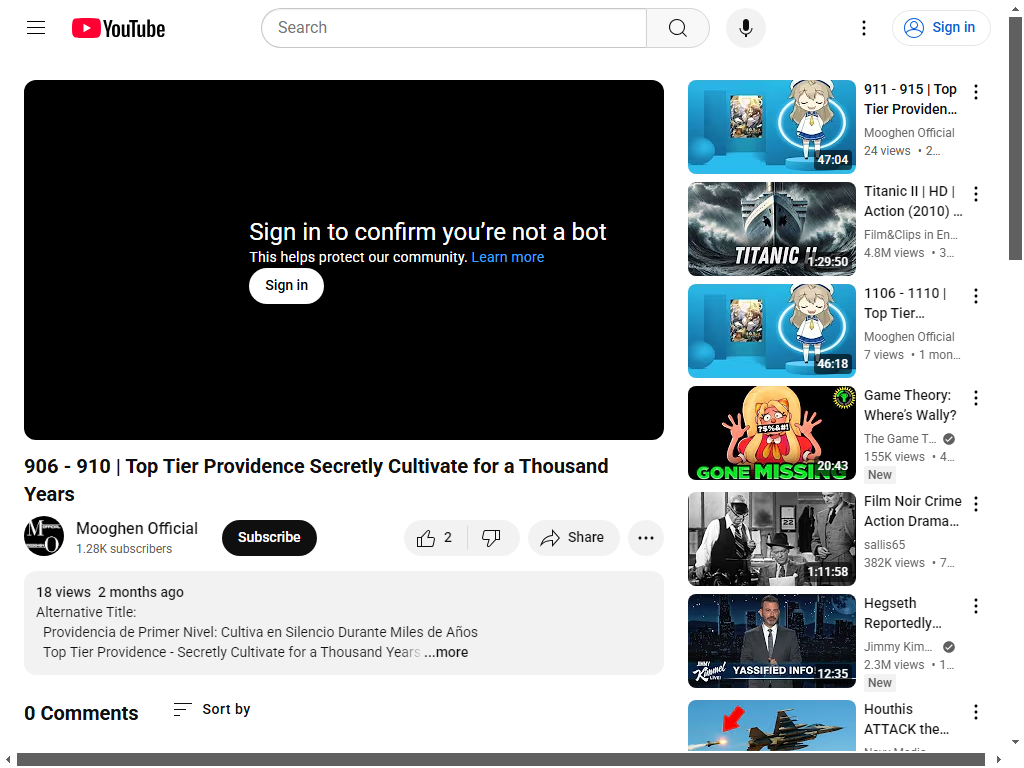 YouTube
Search
Sign in
Sign in to confirm you're not a bot
This helps protect our community. Learn more
Sign in
906 - 910 | Top Tier Providence Secretly Cultivate for a Thousand
Years
Mooghen Official
1.28K subscribers
Subscribe
2
Share
18 views 2 months ago
Alternative Title:
Providencia de Primer Nivel: Cultiva en Silencio Durante Miles de Años
Top Tier Providence - Secretly Cultivate for a Thousand Years ...more
0 Comments
Sort by
47:04
911 - 915 | Top
Tier Providen...
Mooghen Official
24 views • 2...
TITANIC II
1:29:50
Titanic II | HD |
Action (2010) ...
Film&Clips in En...
4.8M views • 3...
46:18
1106 - 1110 |
Top Tier...
Mooghen Official
7 views • 1 mon...
?$%&#!
GONE MISSING
20:43
Game Theory:
Where's Wally?
The Game T...
155K views • 4...
New
22
1:11:58
Film Noir Crime
Action Drama...
sallis65
382K views • 7...
JIMMY
Kimmel
LIVE!
YASSIFIED INFO
12:35
Hegseth
Reportedly...
Jimmy Kim...
2.3M views • 1...
New
Houthis
ATTACK the...